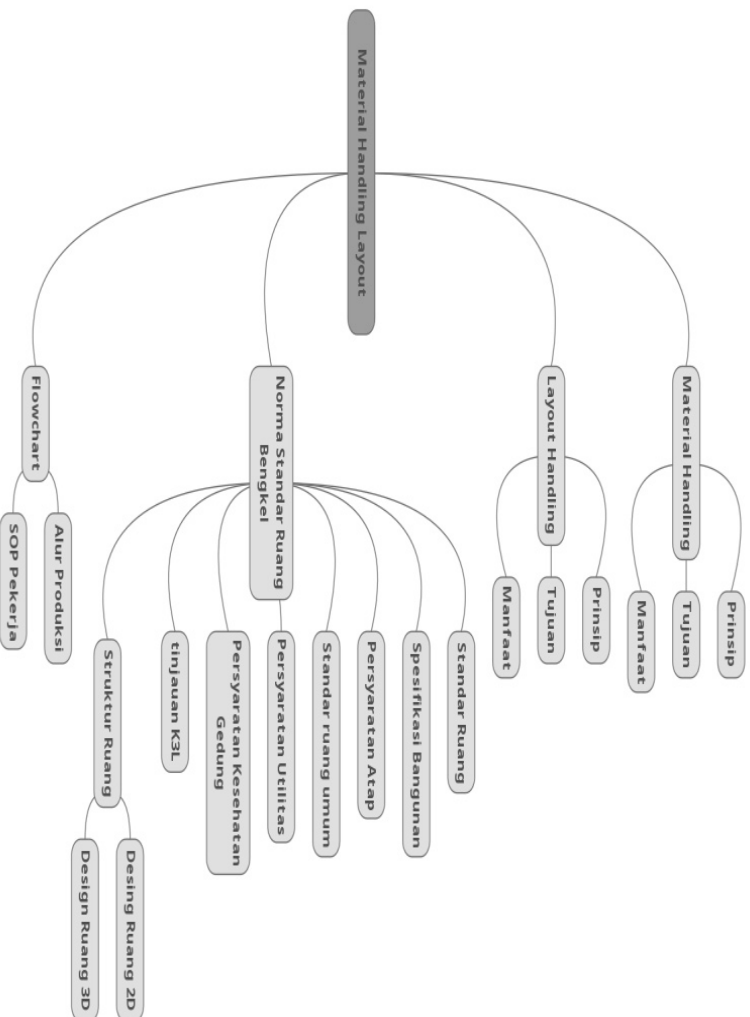 Material Handling Layout
Material Handling
Prinsip
Tujuan
Manfaat
Layout Handling
Prinsip
Tujuan
Manfaat
Norma Standar Ruang
Bengkel
Standar Ruang
Spesifikasi Bangunan
Persyaratan Atap
Standar ruang umum
Persyaratan Utilitas
Persyaratan Kesehatan
Gedung
tinjauan K3L
Struktur Ruang
Desing Ruang 2D
Design Ruang 3D
Flowchart
Alur Produksi
SOP Pekerja